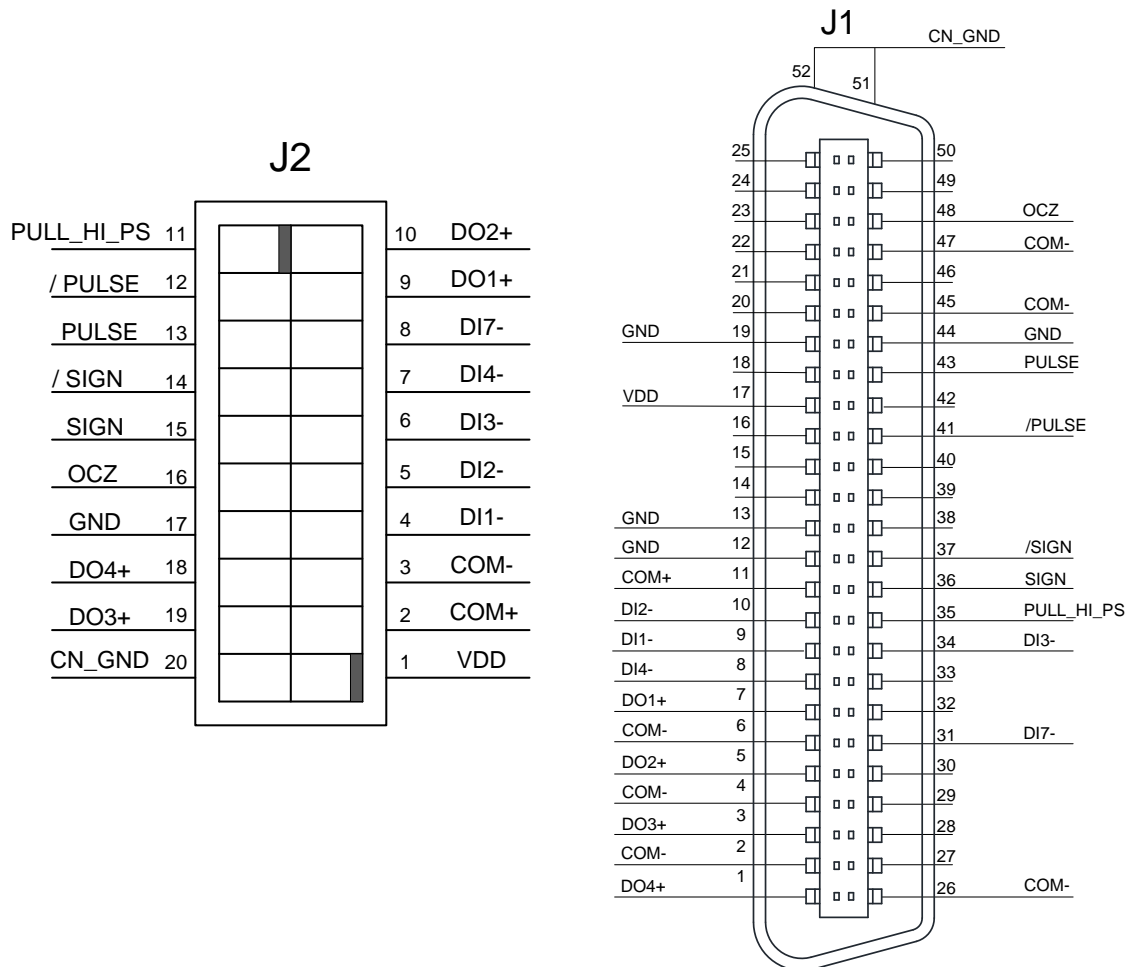 J2
PULL_HI_PS 11 10 DO2+
/ PULSE 12 9 DO1+
PULSE 13 8 DI7-
/ SIGN 14 7 DI4-
SIGN 15 6 DI3-
OCZ 16 5 DI2-
GND 17 4 DI1-
DO4+ 18 3 COM-
DO3+ 19 2 COM+
CN_GND 20 1 VDD
J1
CN_GND
52 51
25 50
24 49
23 48 OCZ
22 47 COM-
21 46
20 45 COM-
GND 19 44 GND
18 43 PULSE
VDD 17 42
16 41 /PULSE
15 40
14 39
GND 13 38
GND 12 37 /SIGN
COM+ 11 36 SIGN
DI2- 10 35 PULL_HI_PS
DI1- 9 34 DI3-
DI4- 8 33
DO1+ 7 32
COM- 6 31 DI7-
DO2+ 5 30
COM- 4 29
DO3+ 3 28
COM- 2 27
DO4+ 1 26 COM-